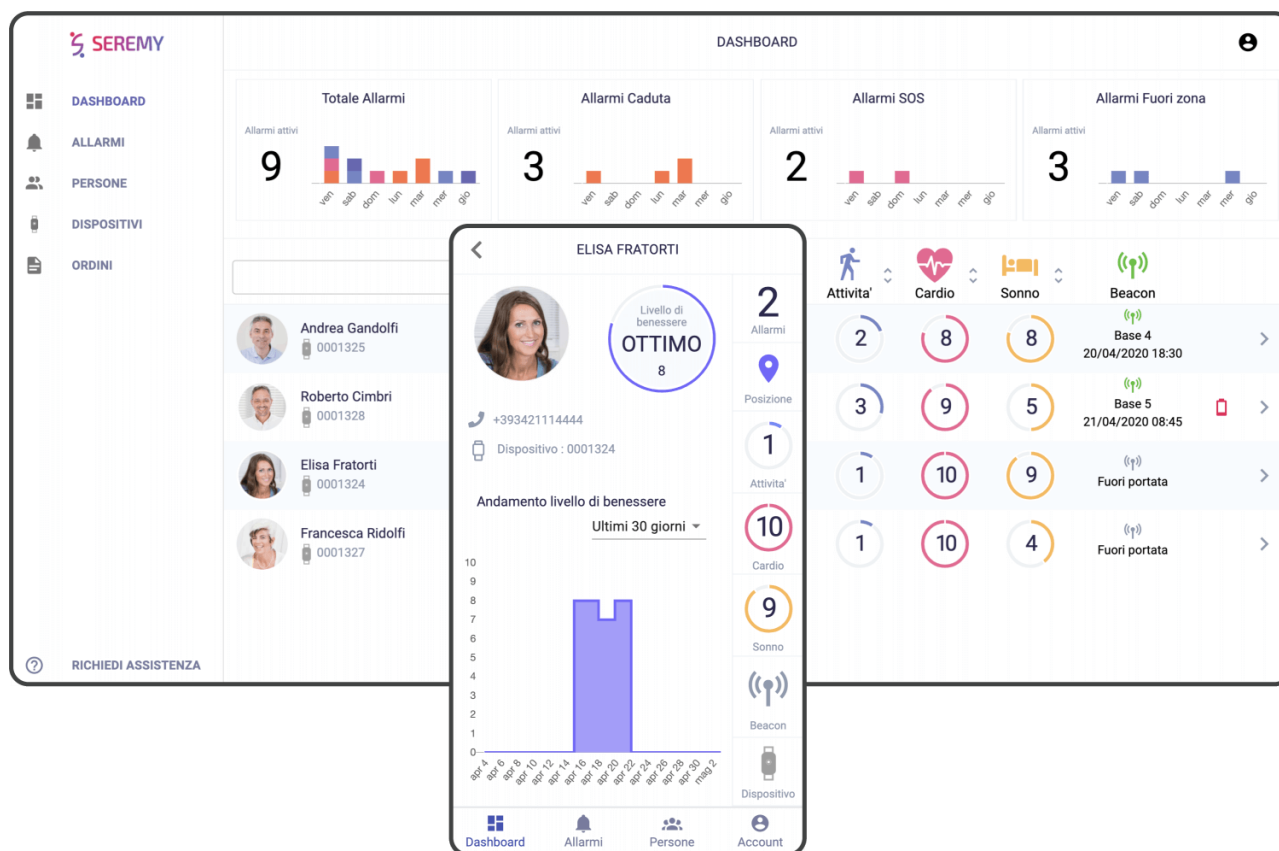 SEREMY
DASHBOARD
DASHBOARD
ALLARMI
PERSONE
DISPOSITIVI
ORDINI
RICHIEDI ASSISTENZA
Totale Allarmi
Allarmi attivi
9
ven sab dom lun mar mer gio
Allarmi Caduta
Allarmi attivi
3
ven sab dom lun mar mer gio
Allarmi SOS
Allarmi attivi
2
ven sab dom lun mar mer gio
Allarmi Fuori zona
Allarmi attivi
3
ven sab dom lun mar mer gio
Attivita' Cardio Sonno Beacon
Andrea Gandolfi
0001325
2 8 8
Base 4
20/04/2020 18:30
Roberto Cimbri
0001328
3 9 5
Base 5
21/04/2020 08:45
Elisa Fratorti
0001324
1 10 9
Fuori portata
Francesca Ridolfi
0001327
1 10 4
Fuori portata
ELISA FRATORTI
Livello di
benessere
OTTIMO
8
+393421114444
Dispositivo : 0001324
Andamento livello di benessere
Ultimi 30 giorni
10
9
8
7
6
5
4
3
2
1
0
apr 4 apr 6 apr 8 apr 10 apr 12 apr 14 apr 16 apr 18 apr 20 apr 22 apr 24 apr 26 apr 28 apr 30 mag 2
2
Allarmi
Posizione
1
Attivita'
10
Cardio
9
Sonno
Beacon
Dispositivo
Dashboard Allarmi Persone Account